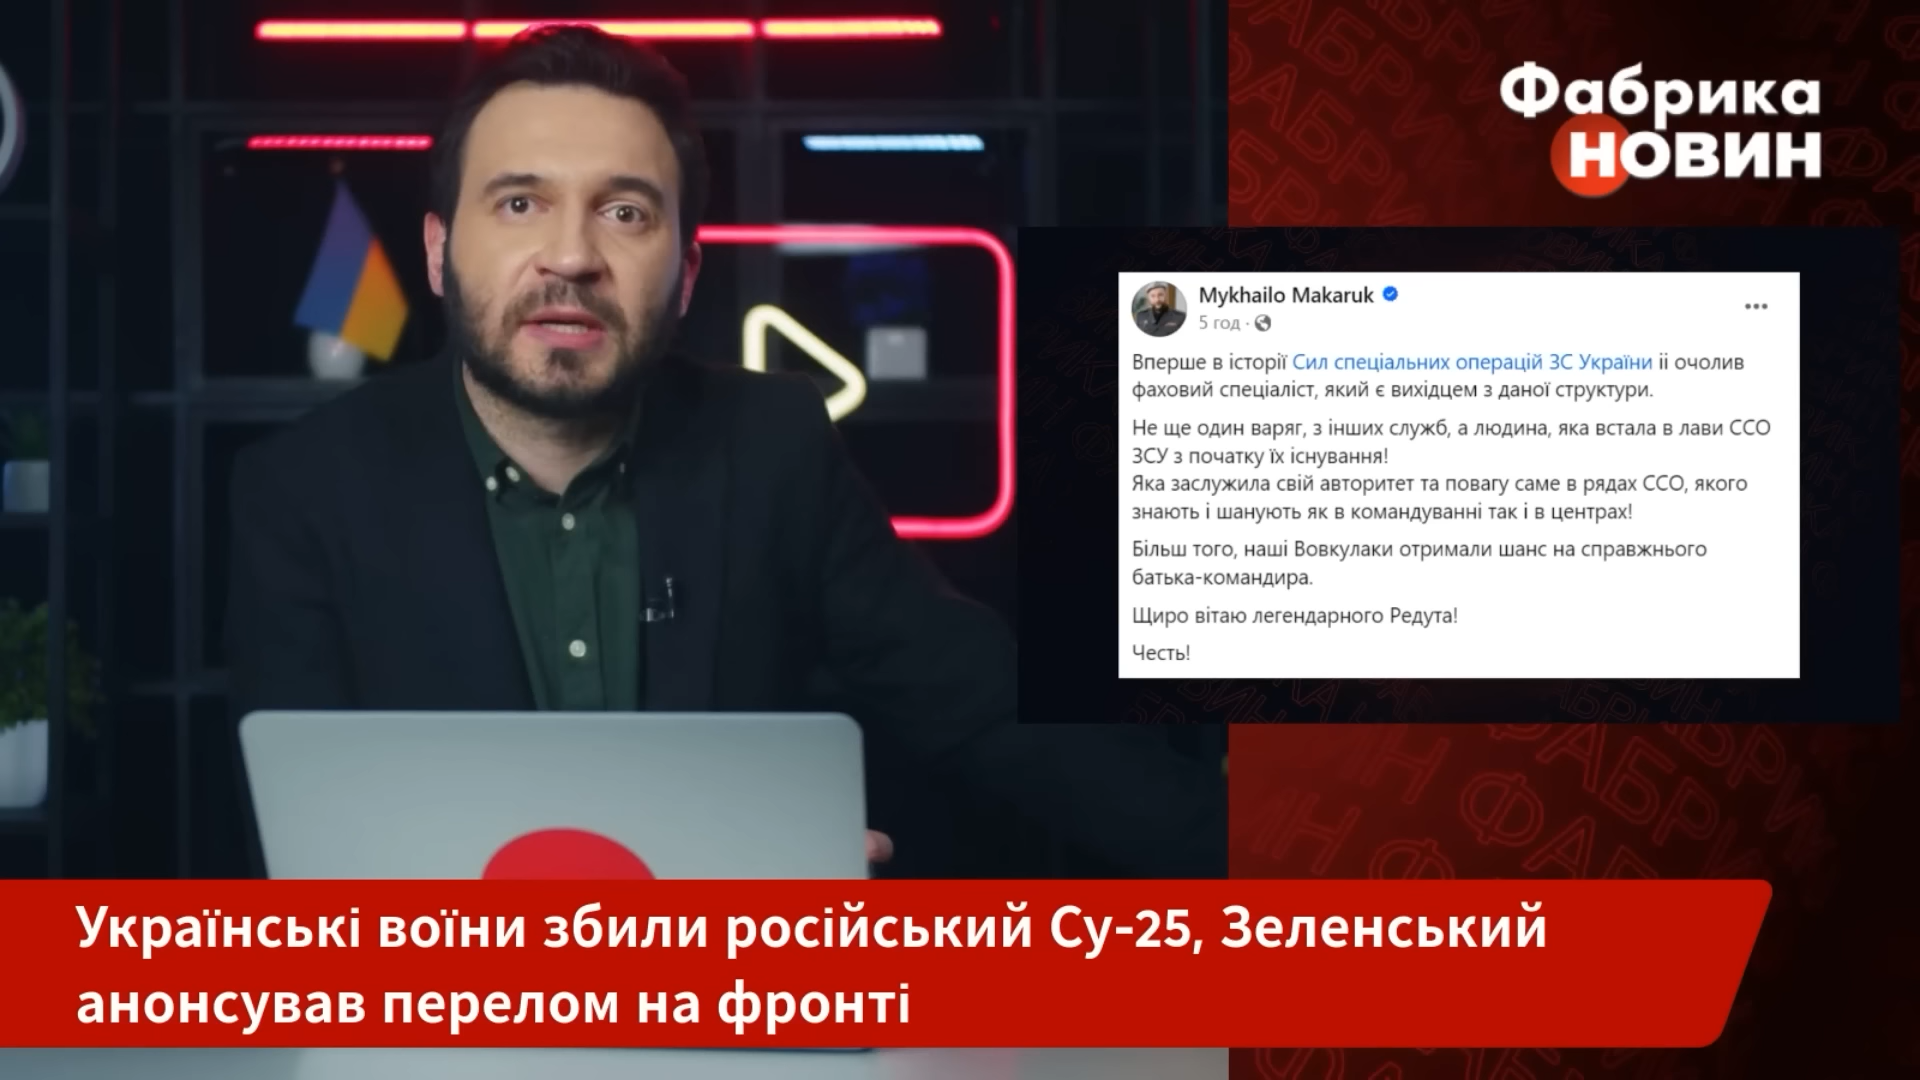 Фабрика
НОВИН
Mykhailo Makaruk
5 год ·
Вперше в історії Сил спеціальних операцій ЗС України іі очолив
фаховий спеціаліст, який є вихідцем з даної структури.
Не ще один варяг, з інших служб, а людина, яка встала в лави ССО
ЗСУ з початку їх існування!
Яка заслужила свій авторитет та повагу саме в рядах ССО, якого
знають і шанують як в командуванні так і в центрах!
Більш того, наші Вовкулаки отримали шанс на справжнього
батька-командира.
Щиро вітаю легендарного Редута!
Честь!
Українські воїни збили російський Су-25, Зеленський
анонсував перелом на фронті